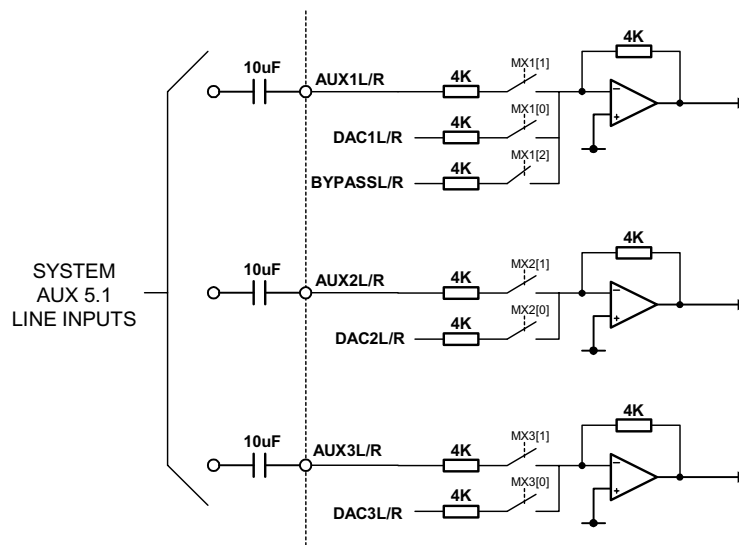 4K
10uF
AUX1L/R
4K
MX1[1]
DAC1L/R
4K
MX1[0]
BYPASSL/R
4K
MX1[2]
−
+
SYSTEM
AUX 5.1
LINE INPUTS
4K
10uF
AUX2L/R
4K
MX2[1]
DAC2L/R
4K
MX2[0]
−
+
4K
10uF
AUX3L/R
4K
MX3[1]
DAC3L/R
4K
MX3[0]
−
+